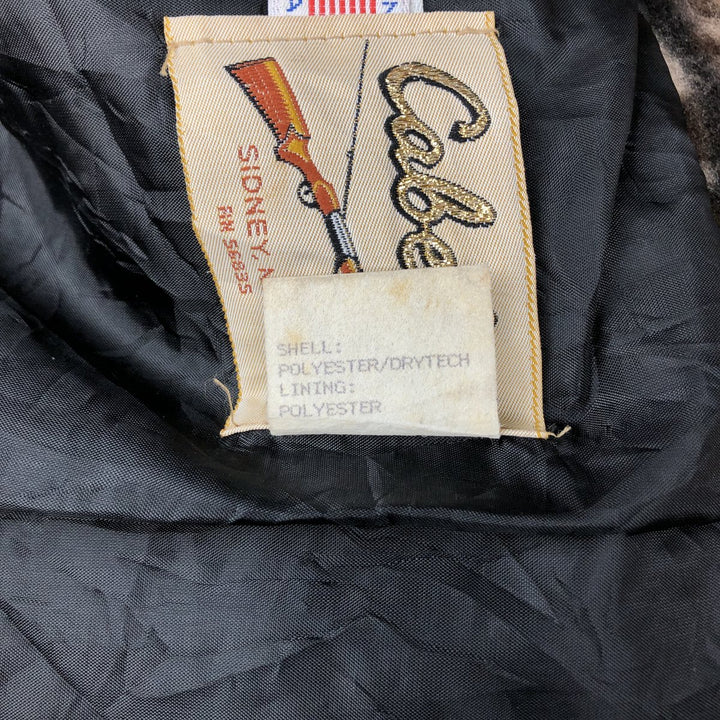 Cabe
SIDNEY, N
RN 56835
SHELL:
POLYESTER/DRYTECH
LINING:
POLYESTER